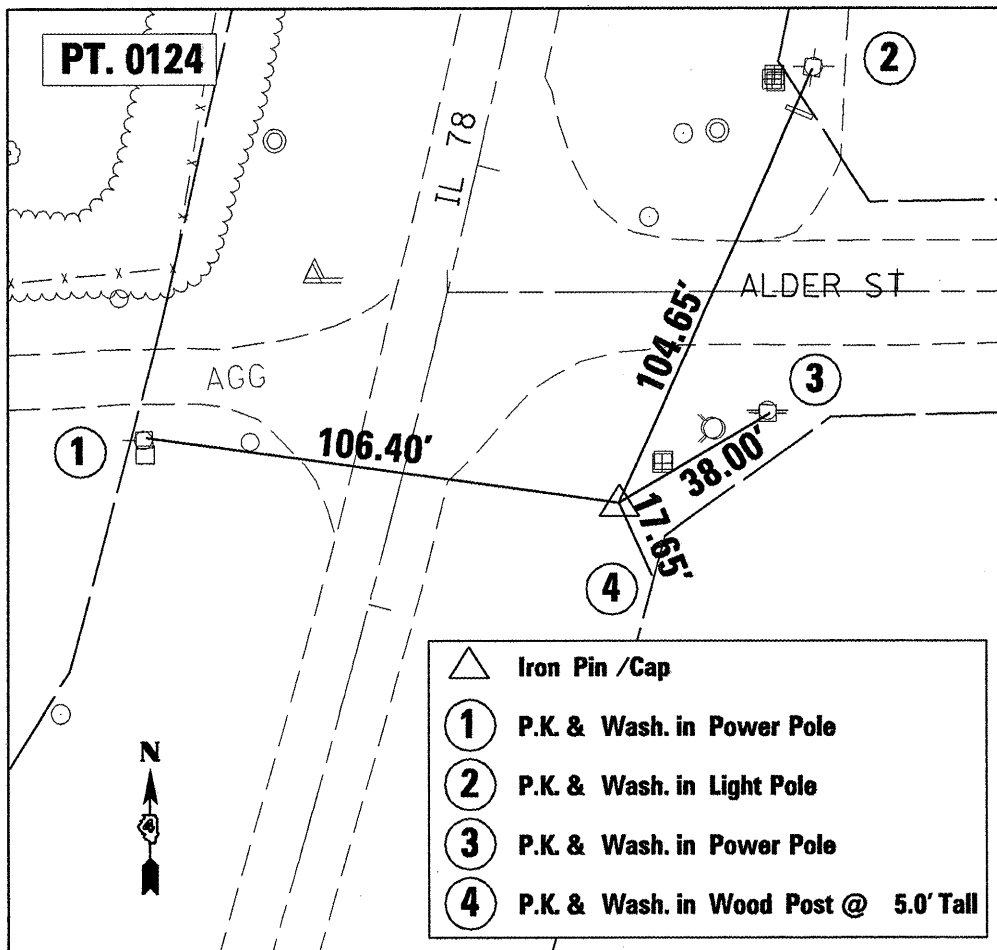 PT. 0124
2
IL 78
ALDER ST
104.65'
AGG
3
1
106.40'
38.00'
17.65'
4
Iron Pin /Cap
1 P.K. & Wash. in Power Pole
2 P.K. & Wash. in Light Pole
3 P.K. & Wash. in Power Pole
4 P.K. & Wash. in Wood Post @ 5.0' Tall
N
4